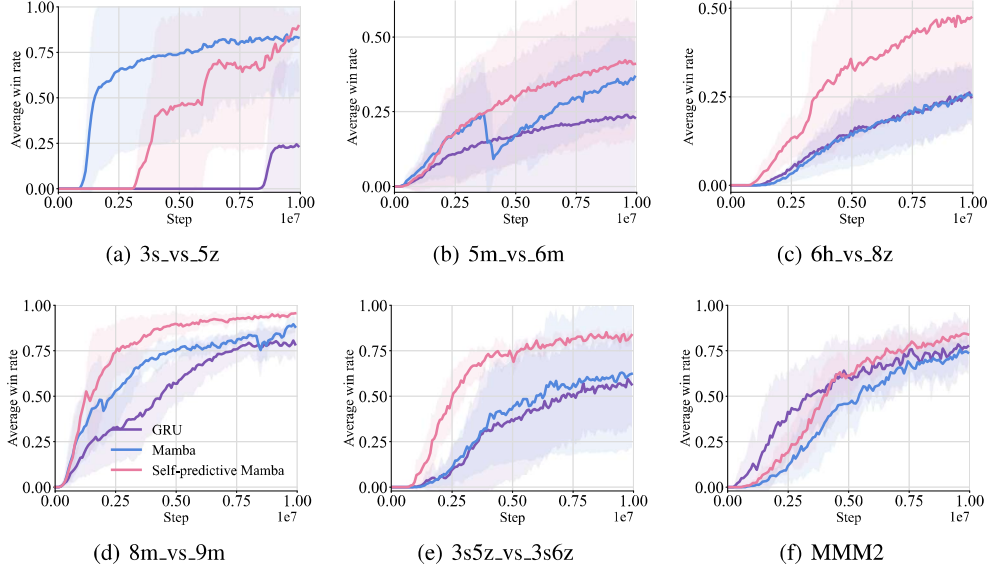 1.00
0.75
0.50
0.25
0.00
Average win rate
0.00 0.25 0.50 0.75 1.00
Step
1e7
(a) 3s_vs_5z
0.50
0.25
0.00
Average win rate
0.00 0.25 0.50 0.75 1.00
Step
1e7
(b) 5m_vs_6m
0.50
0.25
0.00
Average win rate
0.00 0.25 0.50 0.75 1.00
Step
1e7
(c) 6h_vs_8z
1.00
0.75
0.50
0.25
0.00
Average win rate
GRU
Mamba
Self-predictive Mamba
0.00 0.25 0.50 0.75 1.00
Step
1e7
(d) 8m_vs_9m
1.00
0.75
0.50
0.25
0.00
Average win rate
0.00 0.25 0.50 0.75 1.00
Step
1e7
(e) 3s5z_vs_3s6z
1.00
0.75
0.50
0.25
0.00
Average win rate
0.00 0.25 0.50 0.75 1.00
Step
1e7
(f) MMM2